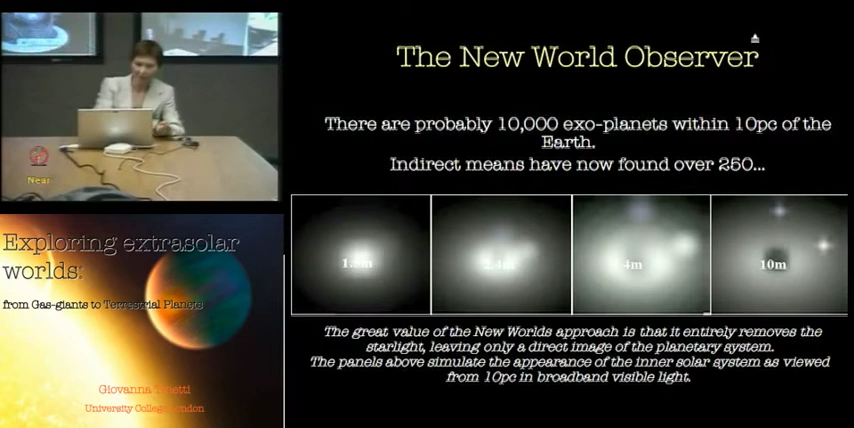 The New World Observer
There are probably 10,000 exo-planets within 10pc of the
Earth.
Indirect means have now found over 250...
4m
10m
The great value of the New Worlds approach is that it entirely removes the
starlight, leaving only a direct image of the planetary system.
The panels above simulate the appearance of the inner solar system as viewed
from 10pc in broadband visible light.
Near
Exploring extrasolar
worlds:
from Gas-giants to Terrestrial Planets
Giovanna Tinetti
University College London